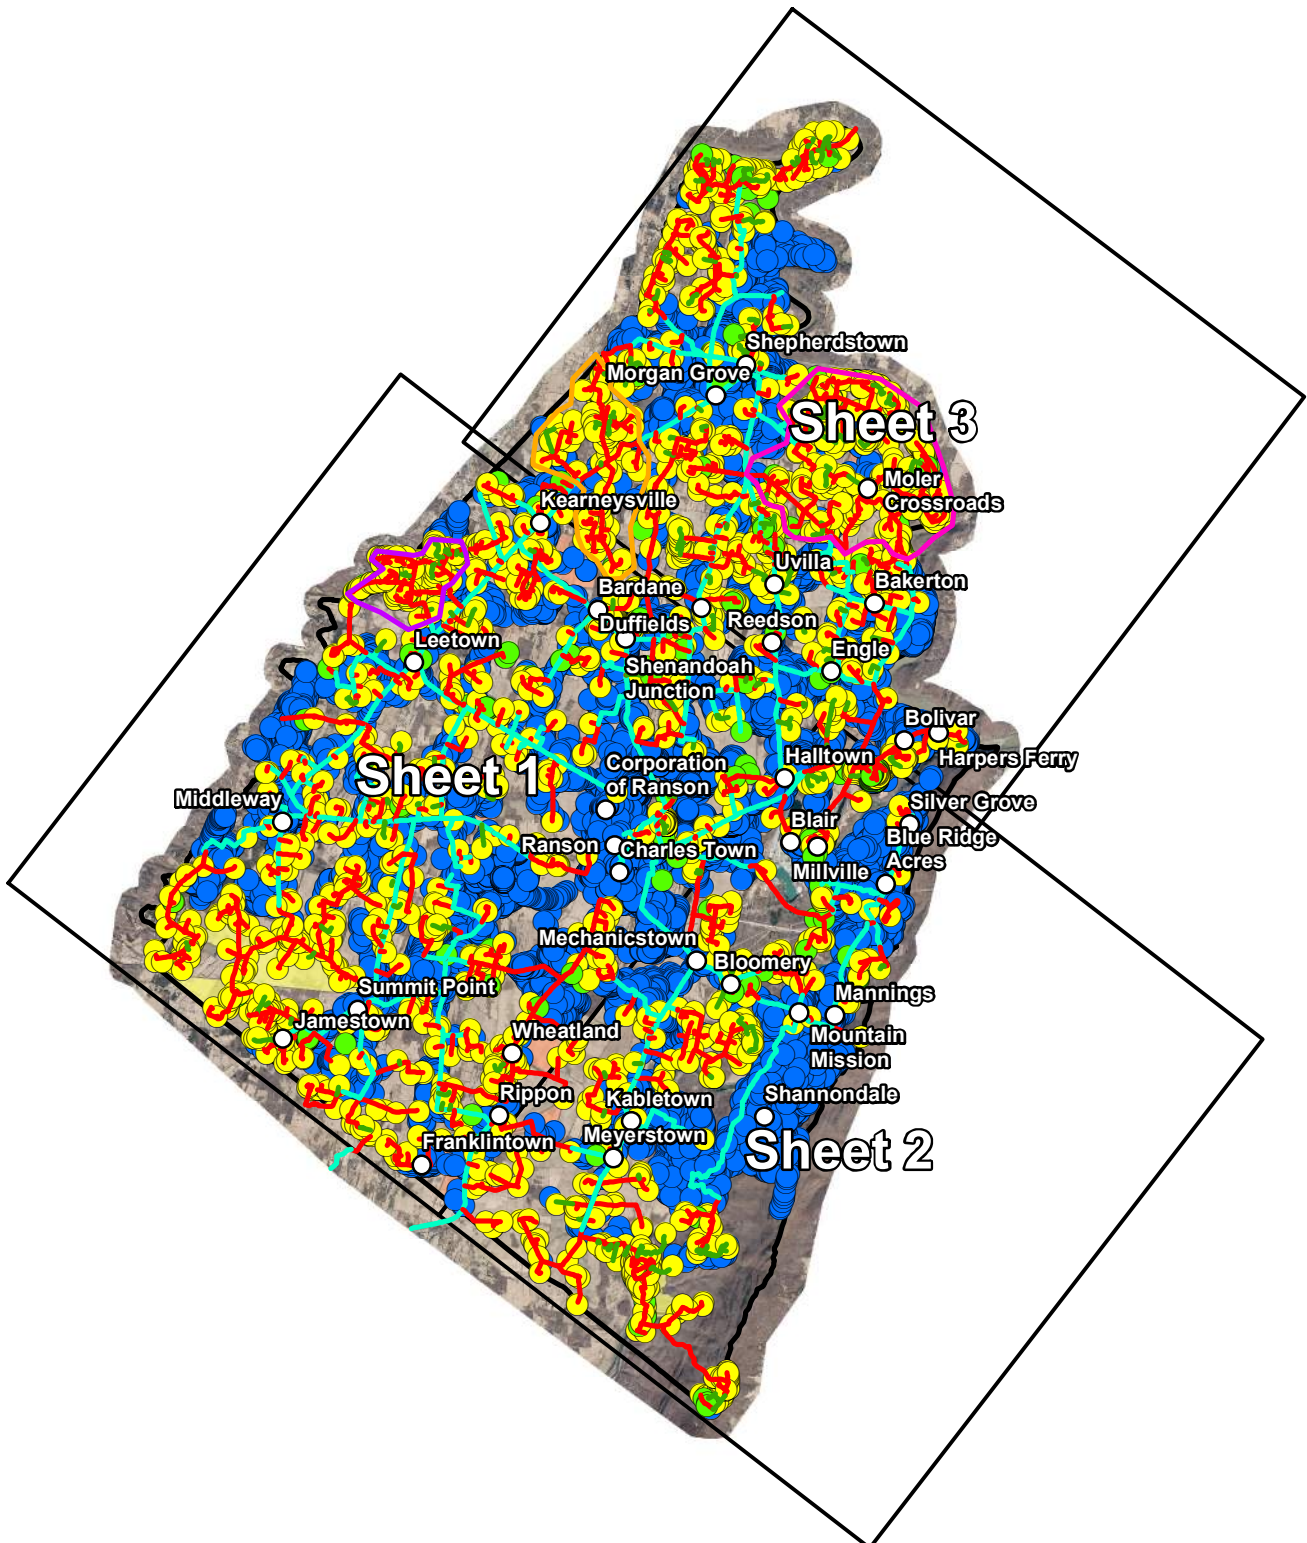 Shepherdstown
Morgan Grove
Sheet 3
Moler
Crossroads
Kearneysville
Uvilla
Bakerton
Bardane
Duffields
Reedson
Leetown
Engle
Shenandoah
Junction
Bolivar
Harpers Ferry
Halltown
Corporation
of Ranson
Sheet 1
Middleway
Silver Grove
Blair
Blue Ridge
Acres
Ranson
Charles Town
Millville
Mechanicstown
Bloomery
Summit Point
Mannings
Jamestown
Wheatland
Mountain
Mission
Rippon
Kabletown
Shannondale
Franklintown
Meyerstown
Sheet 2